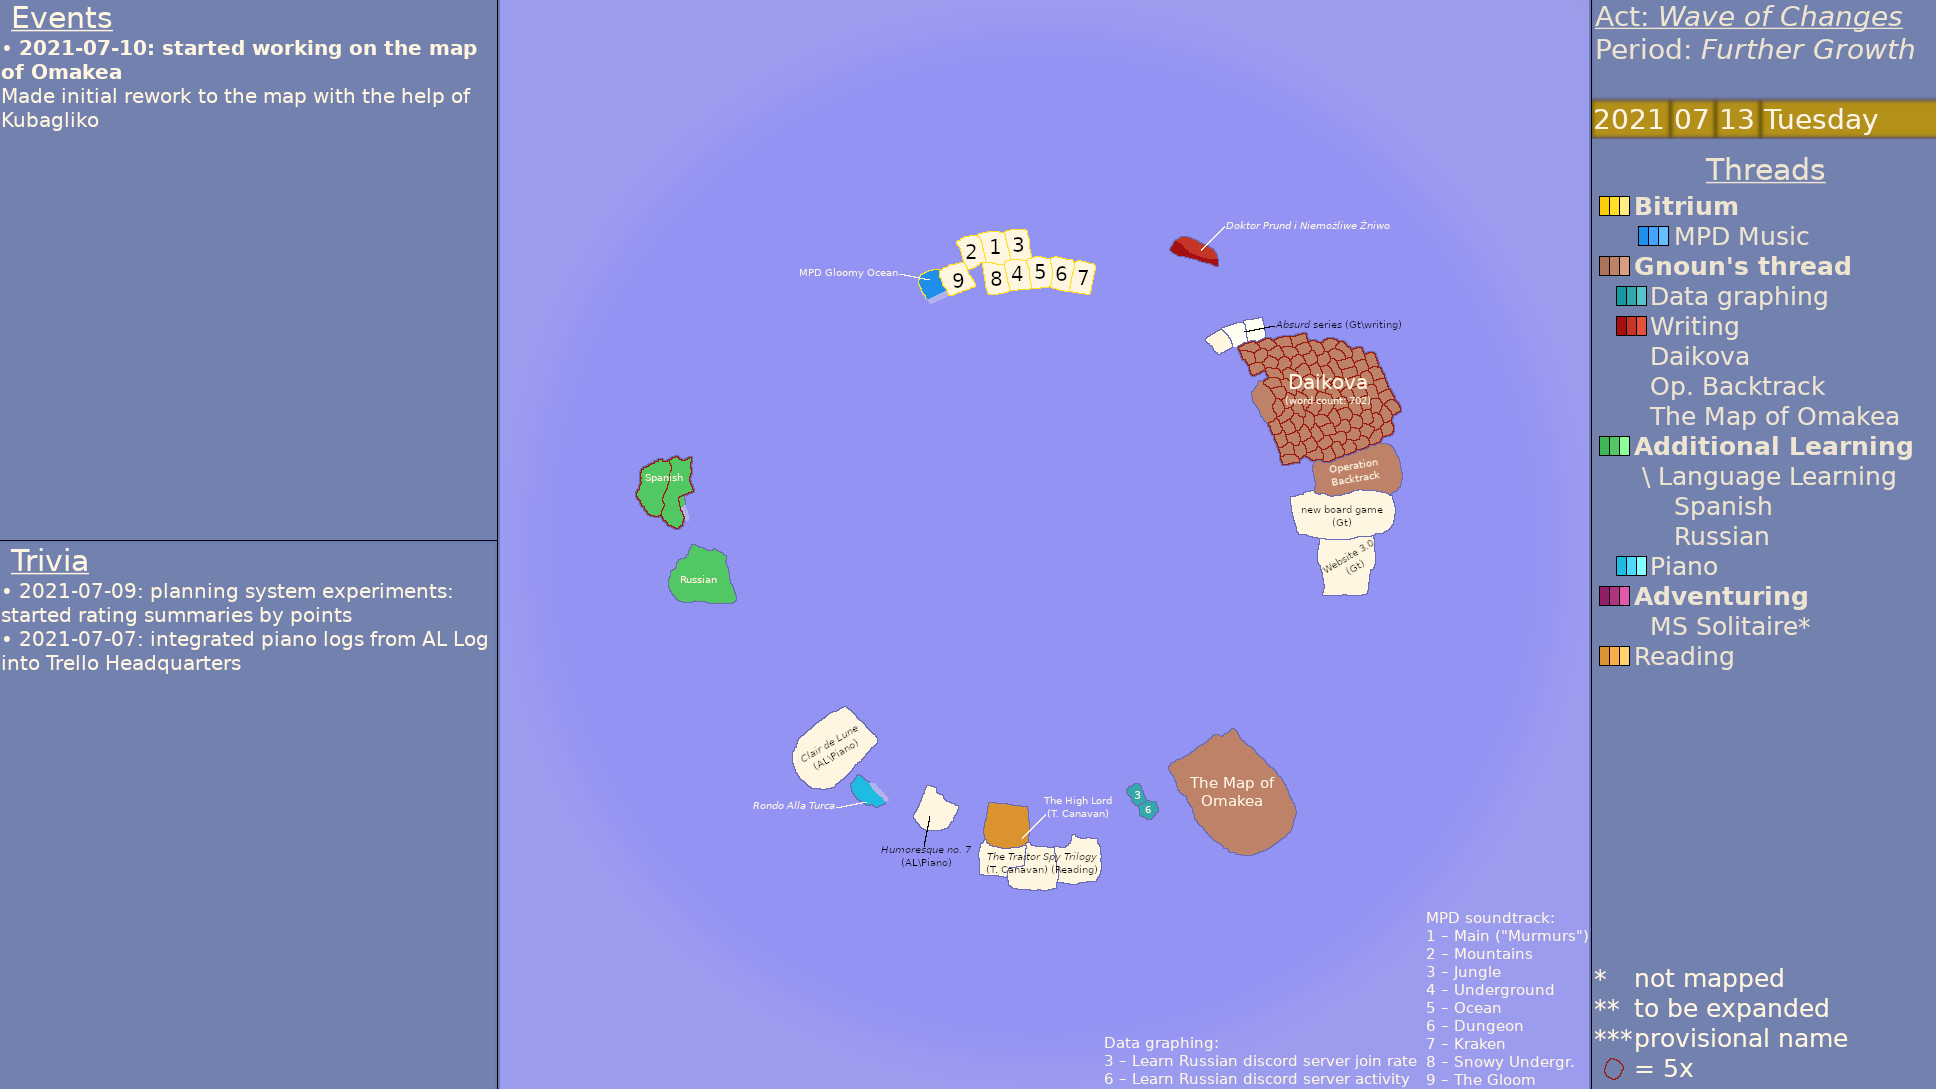 Events
• 2021-07-10: started working on the map
of Omakea
Made initial rework to the map with the help of
Kubagliko
Trivia
• 2021-07-09: planning system experiments:
started rating summaries by points
• 2021-07-07: integrated piano logs from AL Log
into Trello Headquarters
Doktor Prund i Niemożliwe Żniwo
2 1 3
MPD Gloomy Ocean
9 8 4 5 6 7
Absurd series (Gt\writing)
Daikova
(word count: 702)
Operation
Backtrack
Spanish
new board game
(Gt)
Website 3.0
(Gt)
Russian
Clair de Lune
(AL\Piano)
Rondo Alla Turca
Humoresque no. 7
(AL\Piano)
The High Lord
(T. Canavan)
The Traitor Spy Trilogy
(T. Canavan) (Reading)
3
6
The Map of
Omakea
Data graphing:
3 – Learn Russian discord server join rate
6 – Learn Russian discord server activity
MPD soundtrack:
1 – Main ("Murmurs")
2 – Mountains
3 – Jungle
4 – Underground
5 – Ocean
6 – Dungeon
7 – Kraken
8 – Snowy Undergr.
9 – The Gloom
Act: Wave of Changes
Period: Further Growth
2021 07 13 Tuesday
Threads
Bitrium
MPD Music
Gnoun's thread
Data graphing
Writing
Daikova
Op. Backtrack
The Map of Omakea
Additional Learning
\ Language Learning
Spanish
Russian
Piano
Adventuring
MS Solitaire*
Reading
* not mapped
** to be expanded
*** provisional name
= 5x